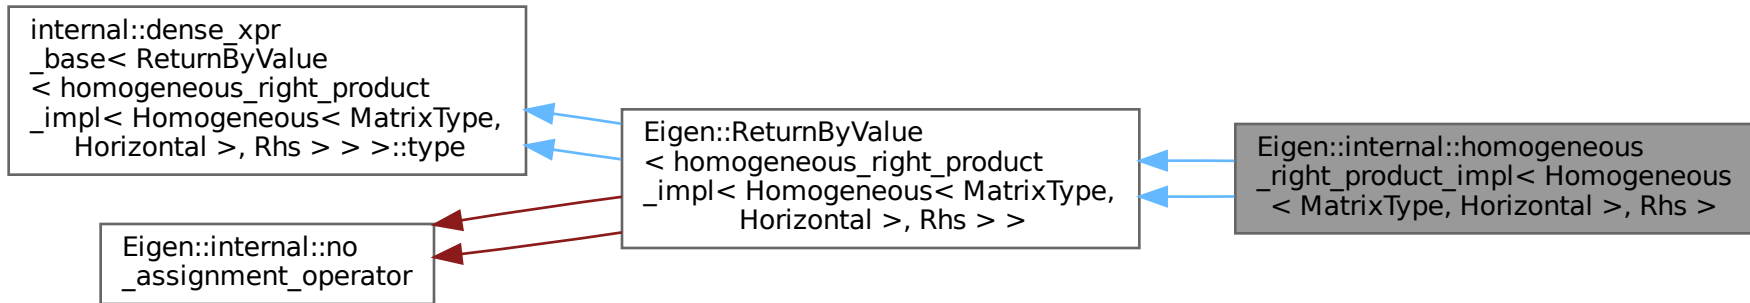 internal::dense_xpr
_base< ReturnByValue
< homogeneous_right_product
_impl< Homogeneous< MatrixType,
Horizontal >, Rhs > > >::type
Eigen::internal::no
_assignment_operator
Eigen::ReturnByValue
< homogeneous_right_product
_impl< Homogeneous< MatrixType,
Horizontal >, Rhs > >
Eigen::internal::homogeneous
_right_product_impl< Homogeneous
< MatrixType, Horizontal >, Rhs >